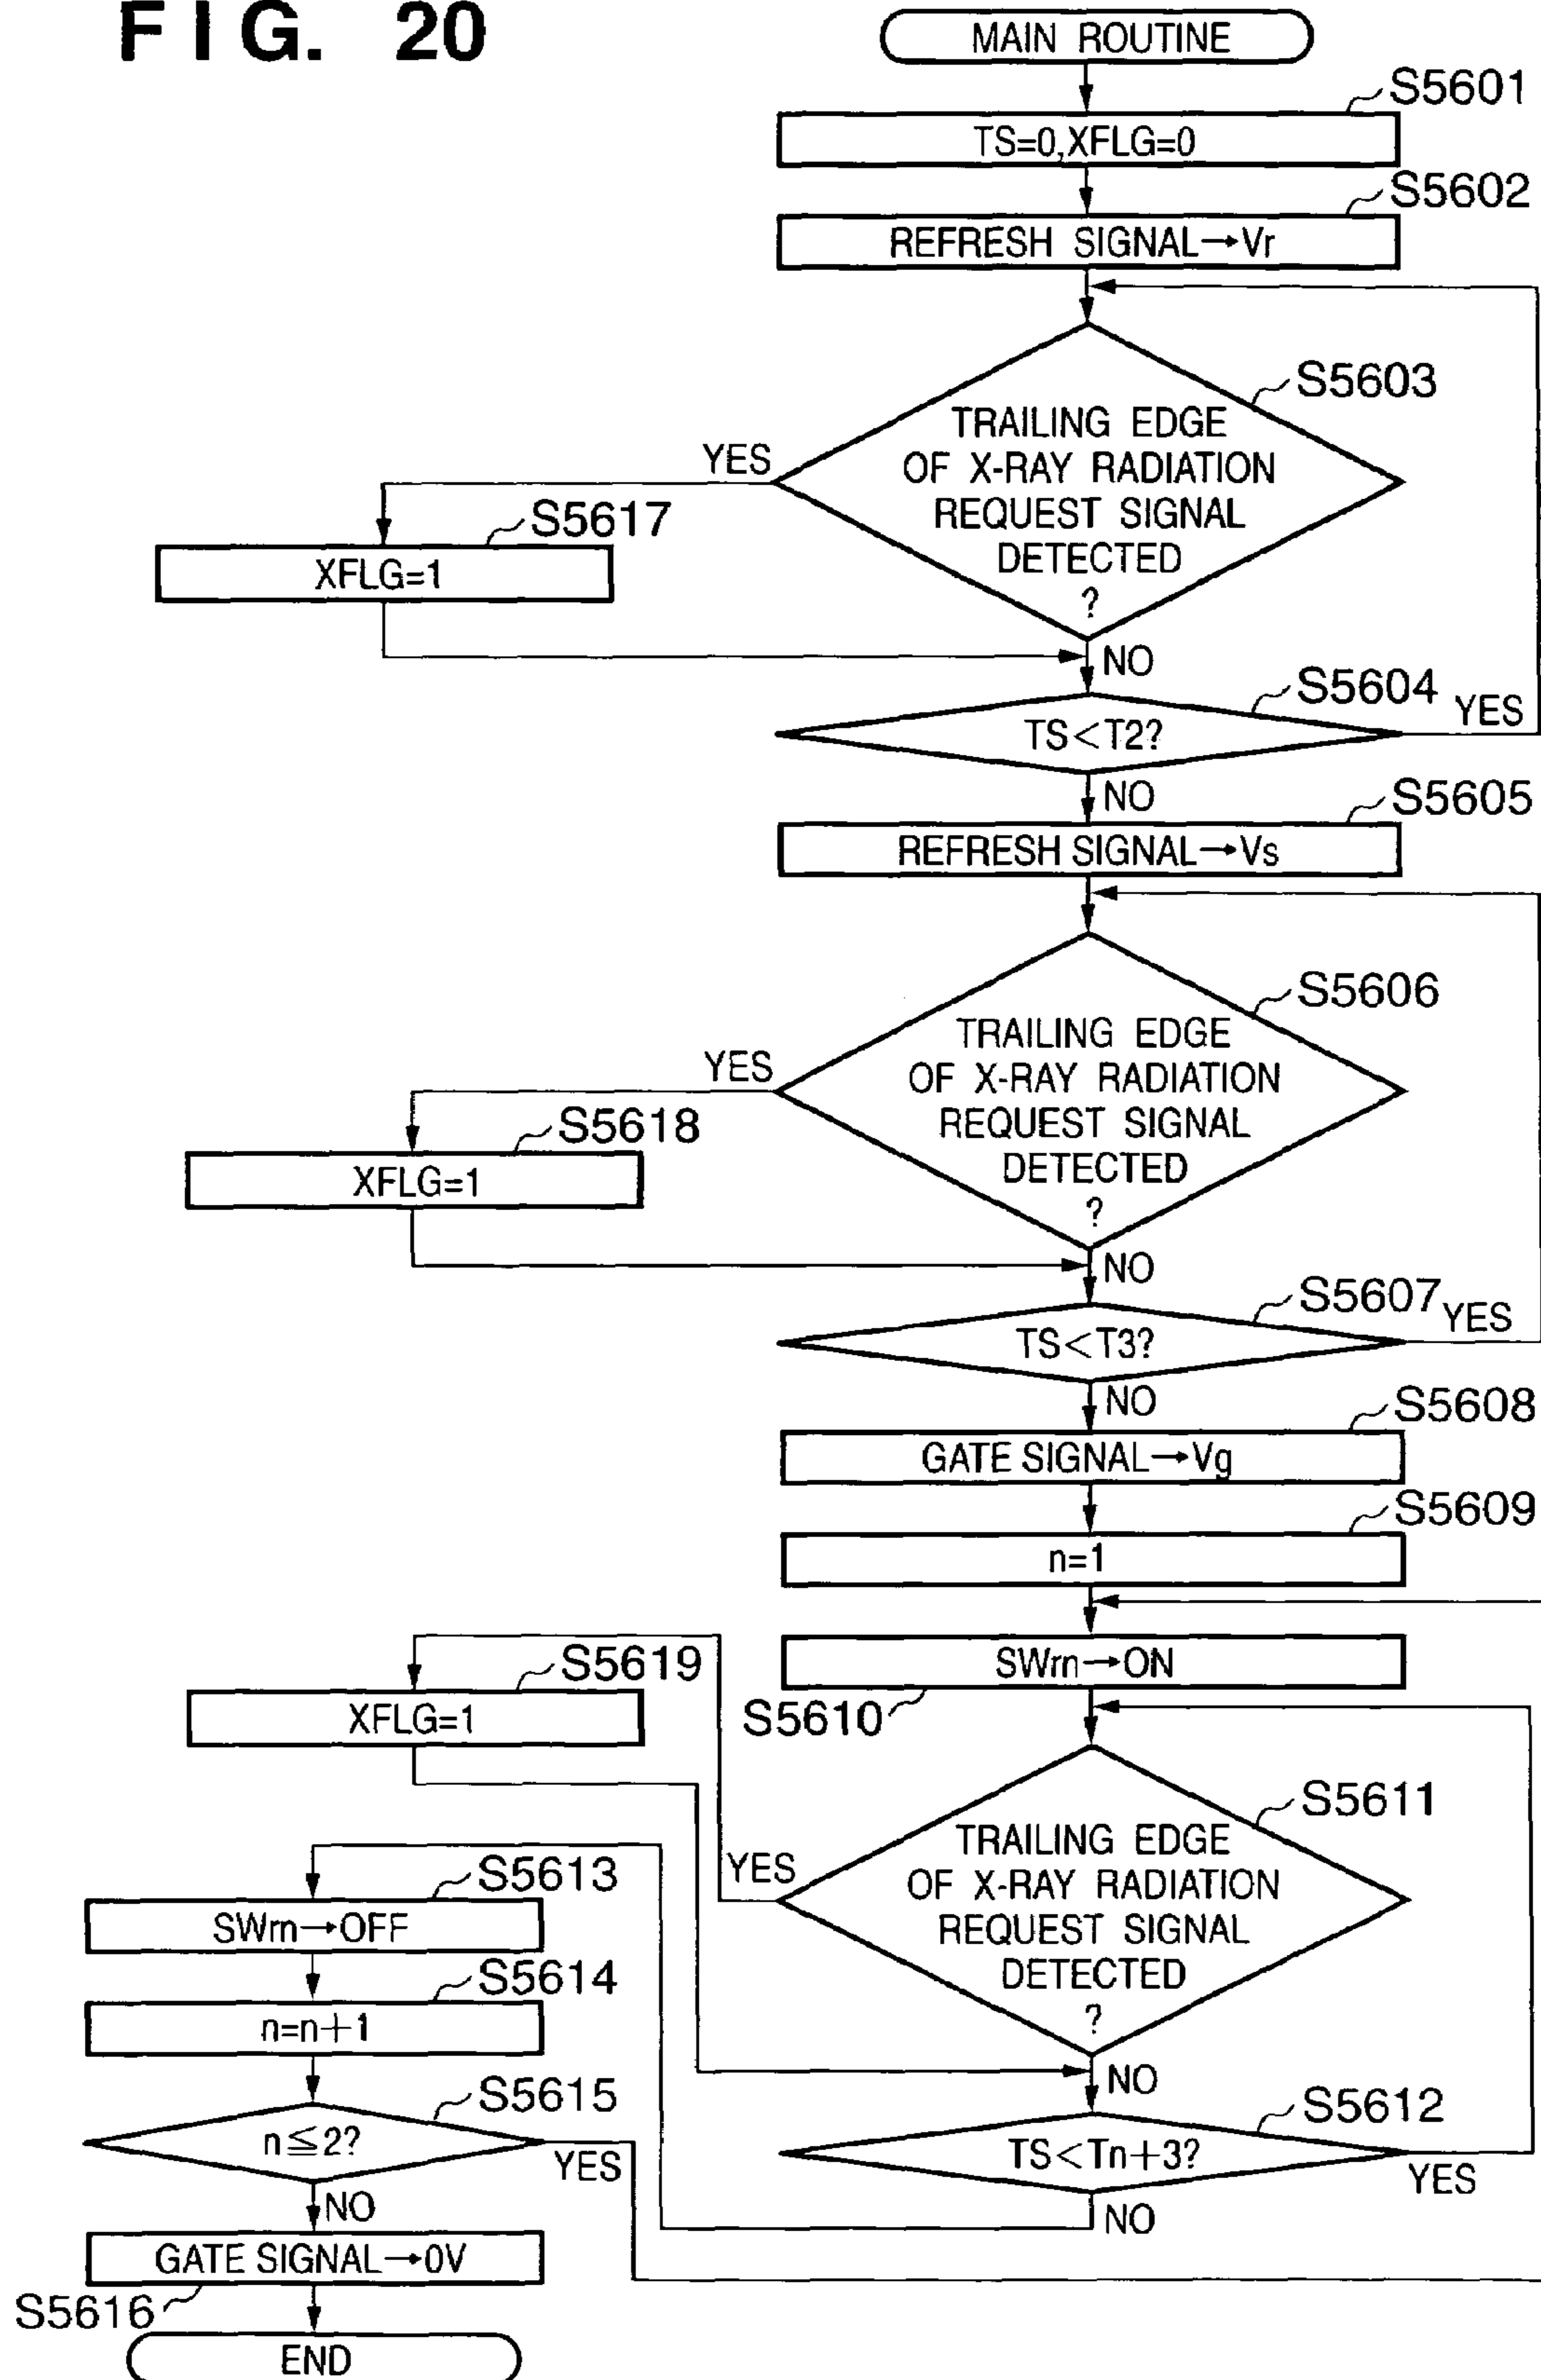 FIG. 20
MAIN ROUTINE
S5601
TS=0,XFLG=0
S5602
REFRESH SIGNAL→Vr
S5603
TRAILING EDGE
OF X-RAY RADIATION
REQUEST SIGNAL
DETECTED
?
YES
S5617
XFLG=1
NO
S5604
TS<T2?
YES
NO
S5605
REFRESH SIGNAL→Vs
S5606
TRAILING EDGE
OF X-RAY RADIATION
REQUEST SIGNAL
DETECTED
?
YES
S5618
XFLG=1
NO
S5607
TS<T3?
YES
NO
S5608
GATE SIGNAL→Vg
S5609
n=1
SWrn→ON
S5610
S5619
XFLG=1
S5611
TRAILING EDGE
OF X-RAY RADIATION
REQUEST SIGNAL
DETECTED
?
YES
NO
S5612
TS<Tn+3?
YES
NO
S5613
SWrn→OFF
S5614
n=n+1
S5615
n≦2?
YES
NO
GATE SIGNAL→0V
S5616
END